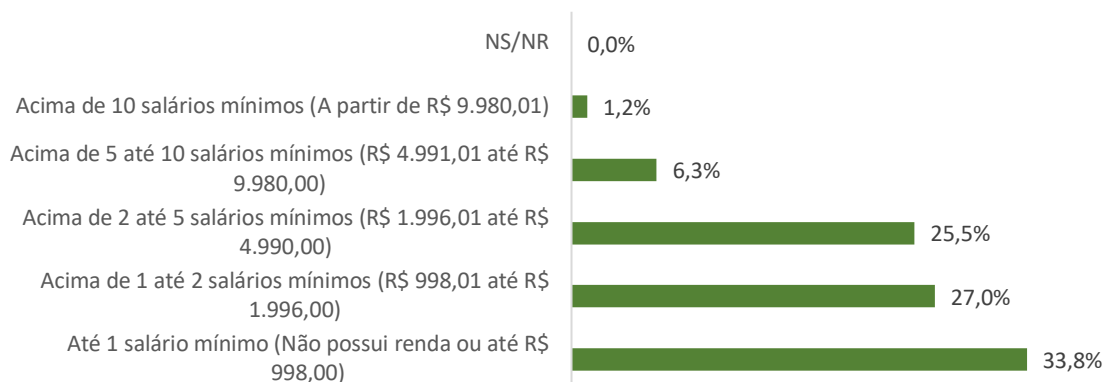 NS/NR
0,0%
Acima de 10 salários mínimos (A partir de R$ 9.980,01)
1,2%
Acima de 5 até 10 salários mínimos (R$ 4.991,01 até R$
9.980,00)
6,3%
Acima de 2 até 5 salários mínimos (R$ 1.996,01 até R$
4.990,00)
25,5%
Acima de 1 até 2 salários mínimos (R$ 998,01 até R$
1.996,00)
27,0%
Até 1 salário mínimo (Não possui renda ou até R$
998,00)
33,8%